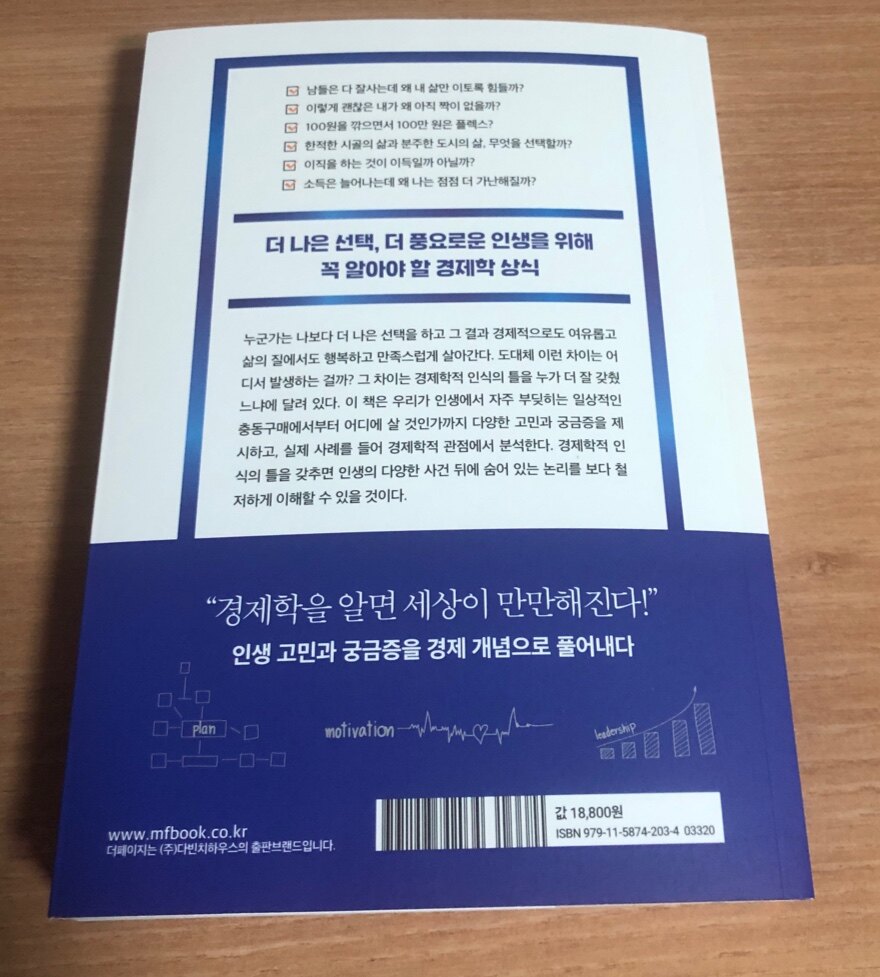 남들은 다 잘사는데 왜 내 삶만 이토록 힘들까?
이렇게 괜찮은 내가 왜 아직 짝이 없을까?
100원을 깎으면서 100만 원은 플렉스?
한적한 시골의 삶과 분주한 도시의 삶, 무엇을 선택할까?
이직을 하는 것이 이득일까 아닐까?
소득은 늘어나는데 왜 나는 점점 더 가난해질까?
더 나은 선택, 더 풍요로운 인생을 위해
꼭 알아야 할 경제학 상식
누군가는 나보다 더 나은 선택을 하고 그 결과 경제적으로도 여유롭고
삶의 질에서도 행복하고 만족스럽게 살아간다. 도대체 이런 차이는 어
디서 발생하는 걸까? 그 차이는 경제학적 인식의 틀을 누가 더 잘 갖췄
느냐에 달려 있다. 이 책은 우리가 인생에서 자주 부딪히는 일상적인
충동구매에서부터 어디에 살 것인가까지 다양한 고민과 궁금증을 제
시하고, 실제 사례를 들어 경제학적 관점에서 분석한다. 경제학적 인
식의 틀을 갖추면 인생의 다양한 사건 뒤에 숨어 있는 논리를 보다 철
저하게 이해할 수 있을 것이다.
“경제학을 알면 세상이 만만해진다!”
인생 고민과 궁금증을 경제 개념으로 풀어내다
plan
motivation
leadership
값 18,800원
ISBN 979-11-5874-203-4 03320
www.mfbook.co.kr
더페이지는 (주)다빈치하우스의 출판브랜드입니다.